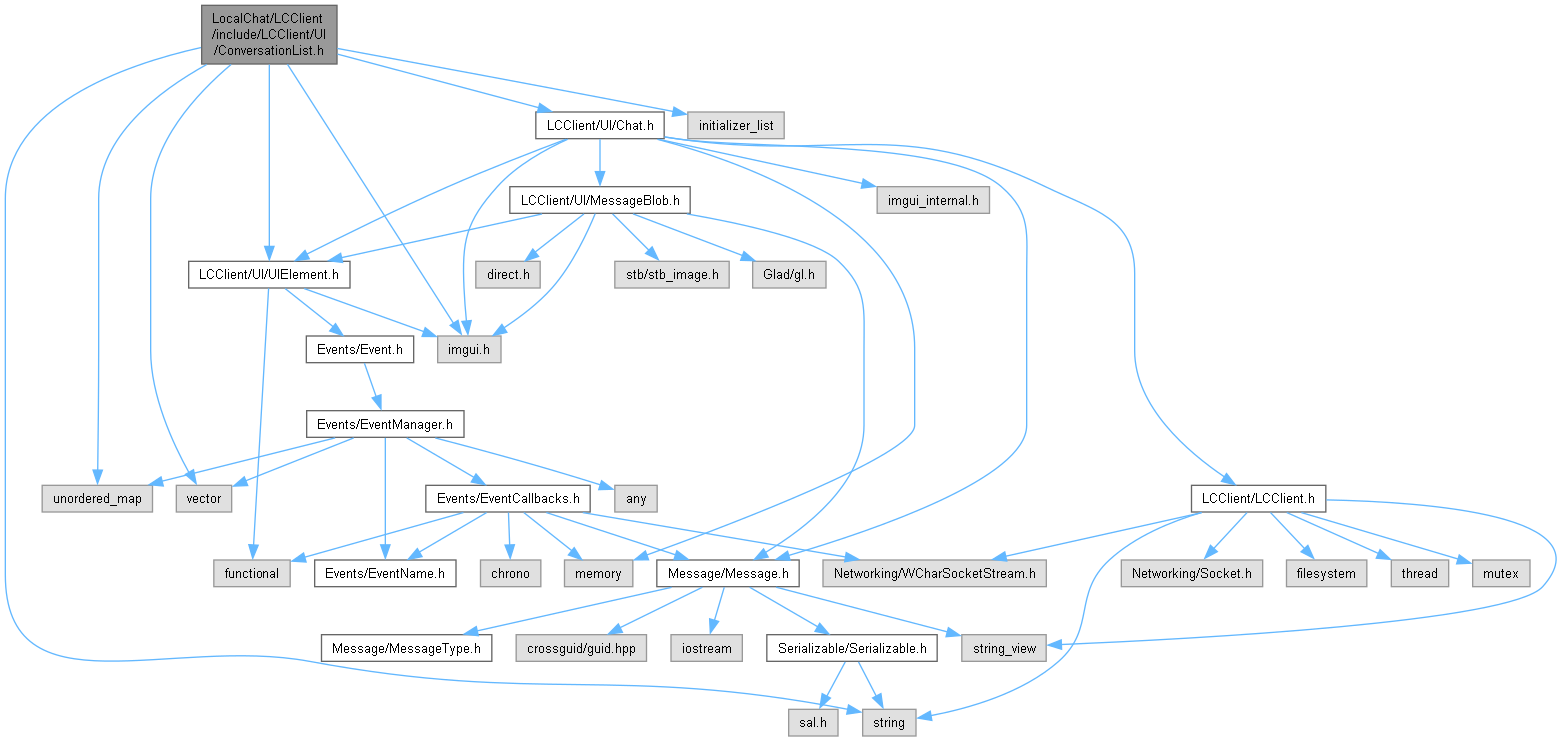 LocalChat/LCClient
/include/LCClient/UI
/ConversationList.h
LCClient/UI/Chat.h
initializer_list
LCClient/UI/MessageBlob.h
imgui_internal.h
LCClient/UI/UIElement.h
direct.h
stb/stb_image.h
Glad/gl.h
Events/Event.h
imgui.h
Events/EventManager.h
unordered_map
vector
Events/EventCallbacks.h
any
LCClient/LCClient.h
functional
Events/EventName.h
chrono
memory
Message/Message.h
Networking/WCharSocketStream.h
Networking/Socket.h
filesystem
thread
mutex
Message/MessageType.h
crossguid/guid.hpp
iostream
Serializable/Serializable.h
string_view
sal.h
string